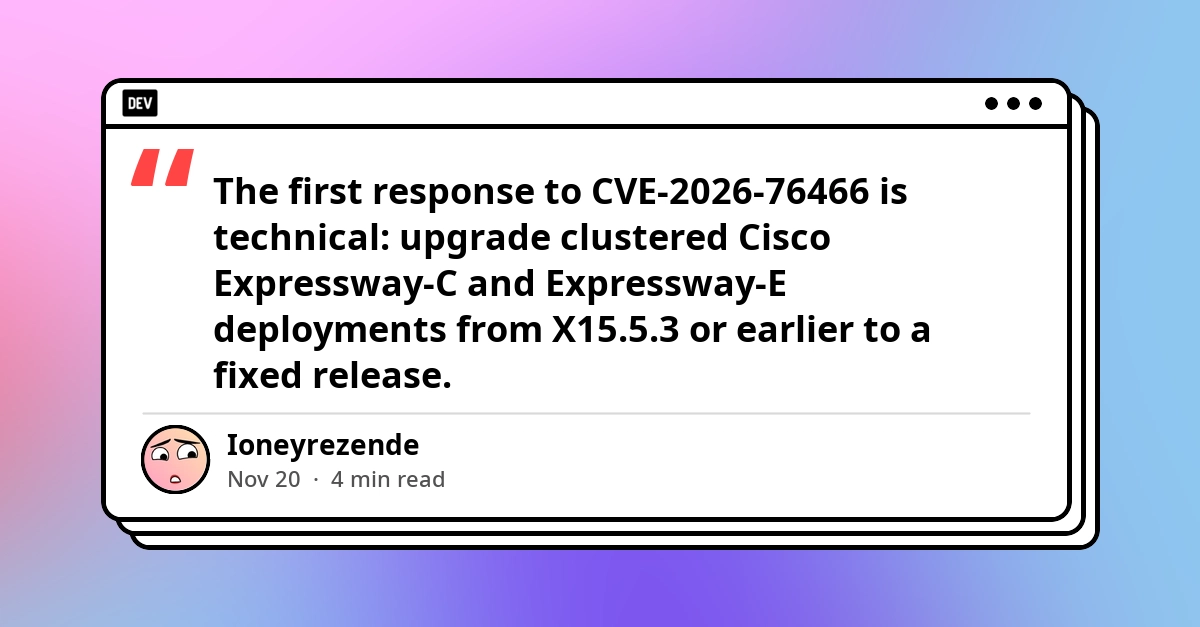 DEV
The first response to CVE-2026-76466 is
technical: upgrade clustered Cisco
Expressway-C and Expressway-E
deployments from X15.5.3 or earlier to a
fixed release.
Ioneyrezende
Nov 20 · 4 min read